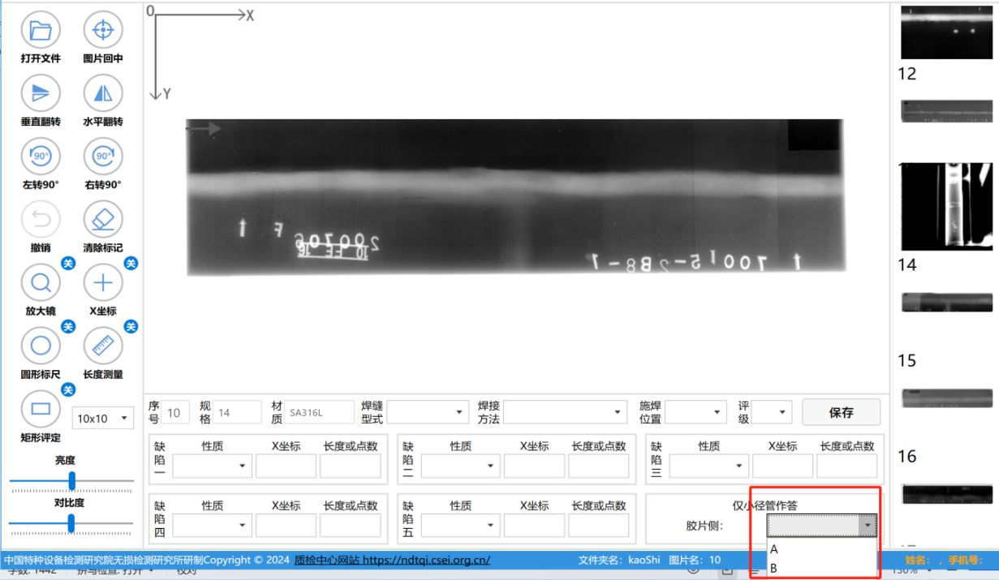 0 X
Y
打开文件 图片回中
垂直翻转 水平翻转
90° 90°
左转90° 右转90°
撤销 清除标记
关 关
放大镜 X坐标
关 关
圆形标尺 长度测量
关
10x10
矩形评定
亮度
对比度
F
200706
10 FE 16
70015-2B8-1
12
14
15
16
序号 10 规格 14 材质 SA316L 焊缝型式 焊接方法 施焊位置 评级 保存
缺陷一 性质 X坐标 长度或点数
缺陷二 性质 X坐标 长度或点数
缺陷三 性质 X坐标 长度或点数
缺陷四 性质 X坐标 长度或点数
缺陷五 性质 X坐标 长度或点数
仅小径管作答
胶片侧:
A
B
中国特种设备检测研究院无损检测研究所研制Copyright © 2024 质检中心网站 https://ndtqi.csei.org.cn/ 文件夹名: kaoShi 图片名: 10 姓名: , 手机号:
字数: 1442 拼写检查: 打开 校对 130%